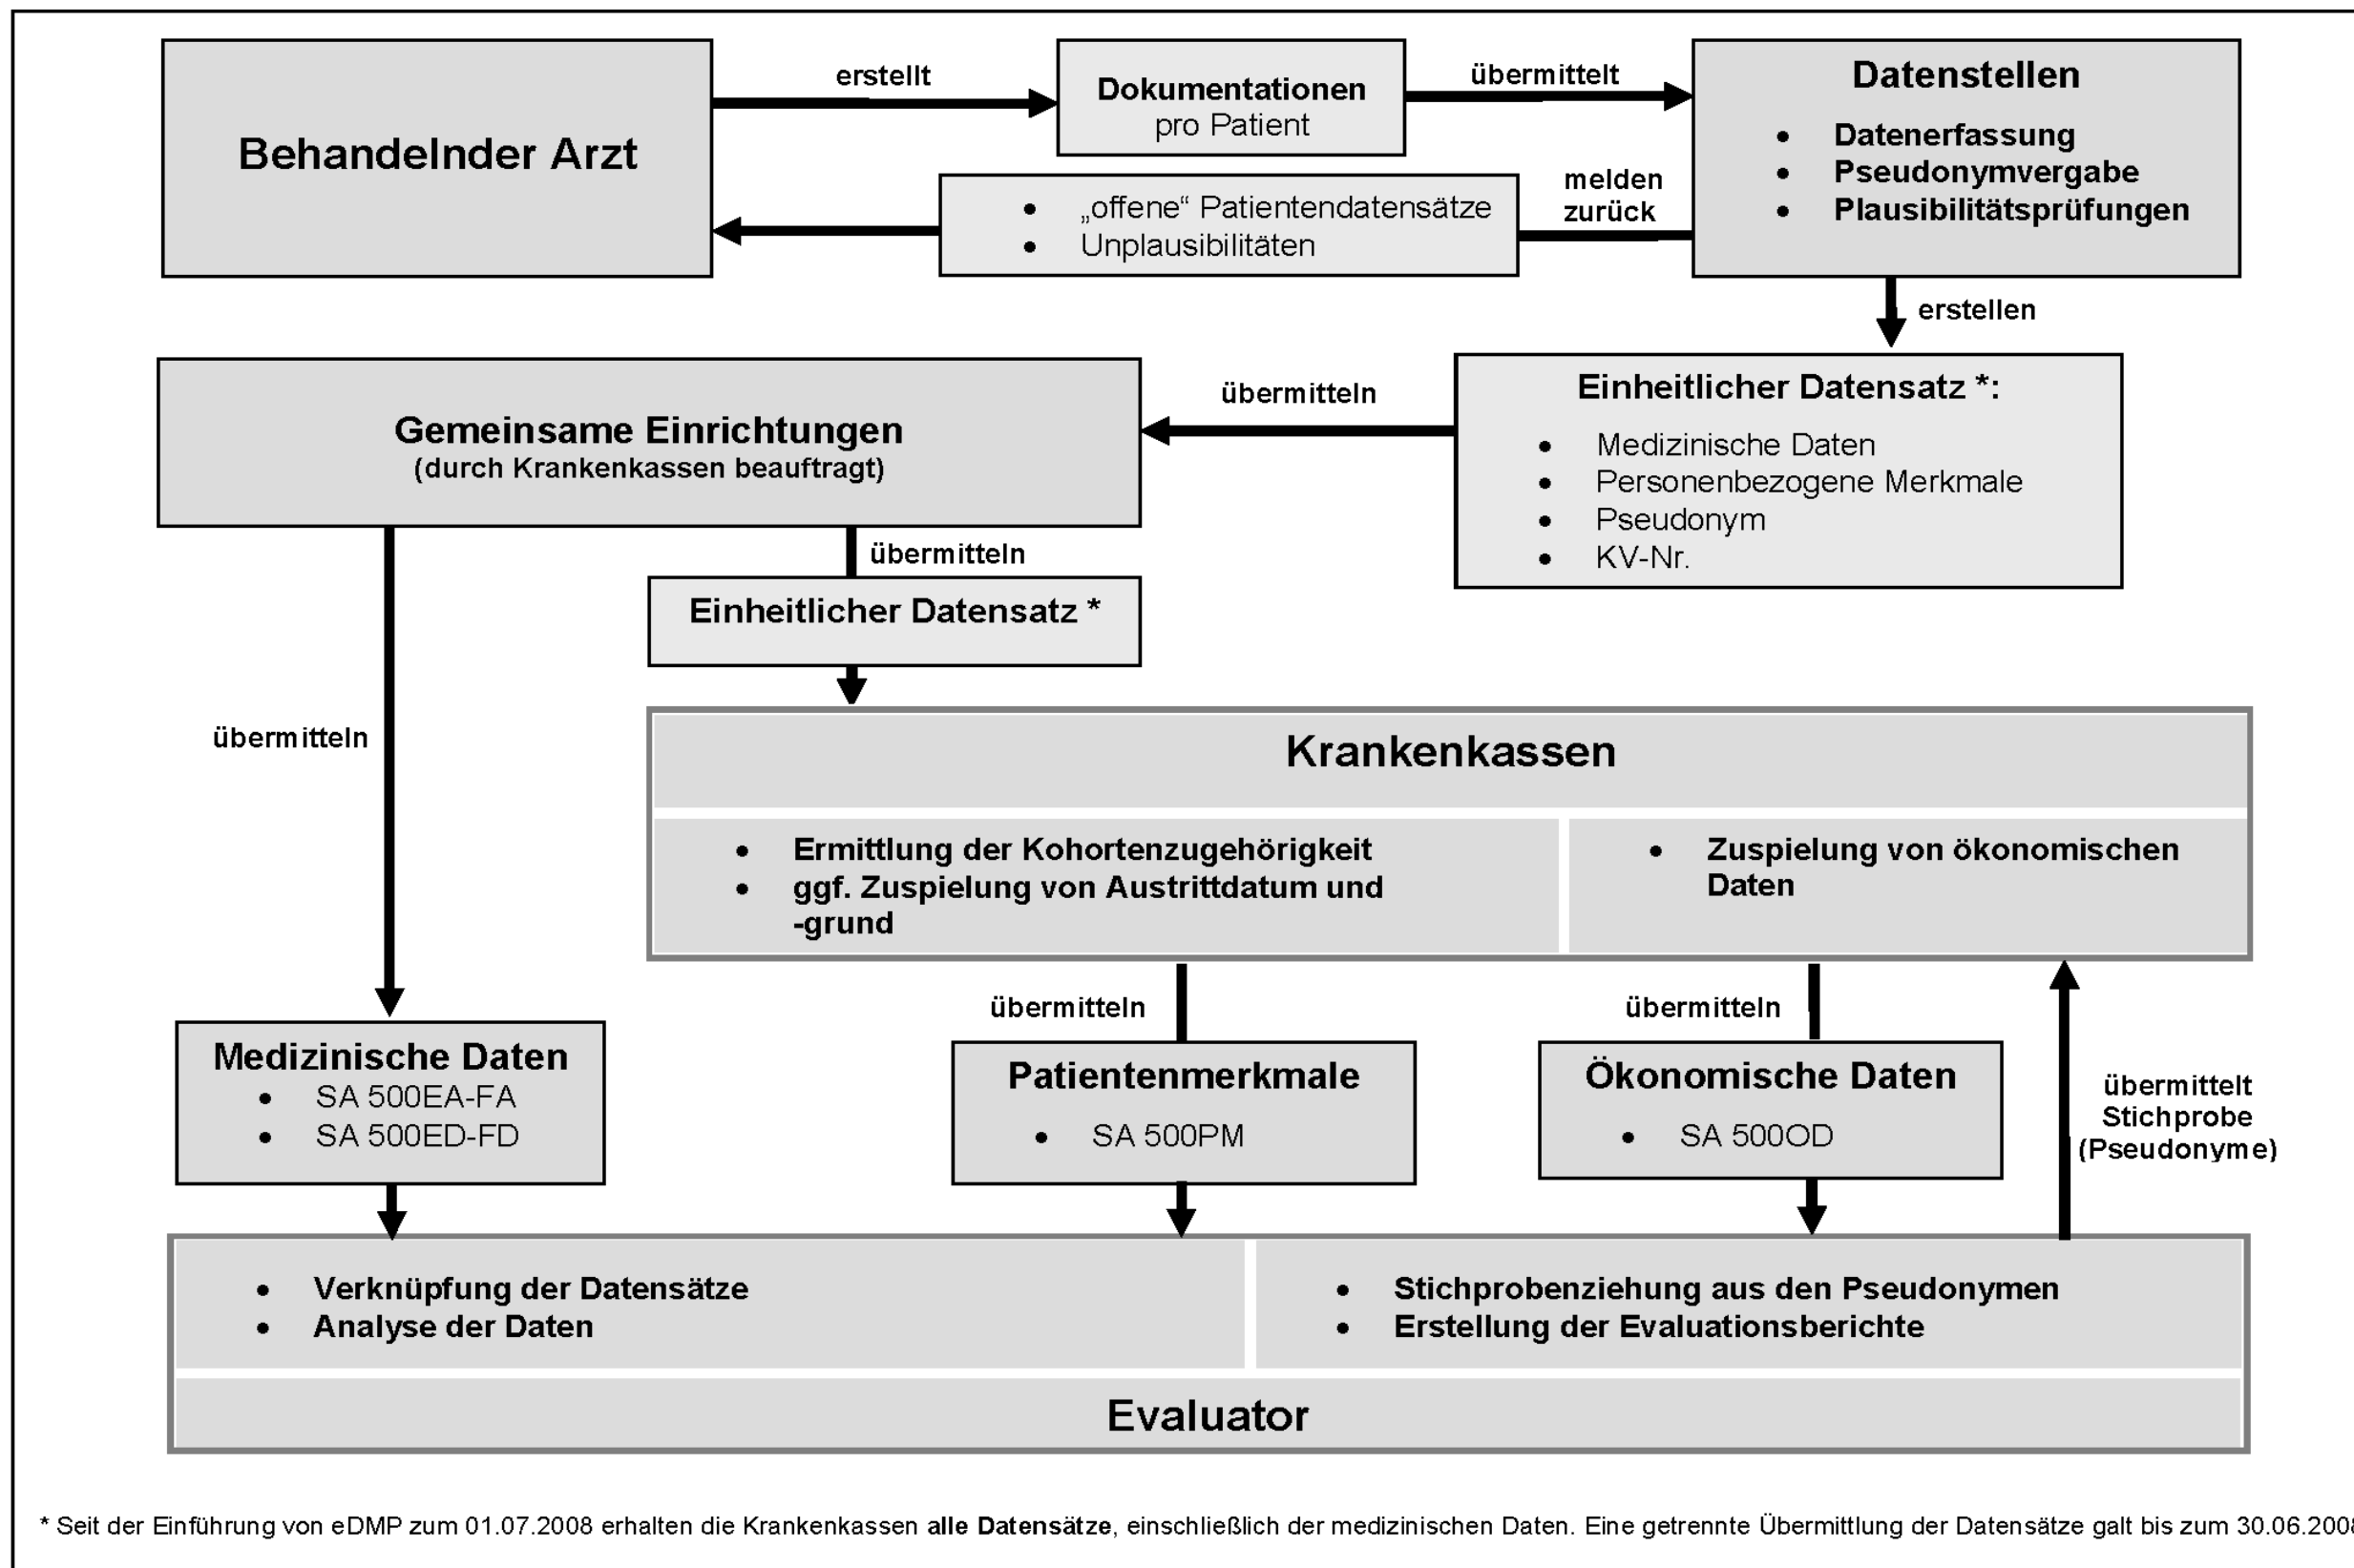 Behandelnder Arzt
erstellt
Dokumentationen
pro Patient
übermittelt
Datenstellen
• Datenerfassung
• Pseudonymvergabe
• Plausibilitätsprüfungen
melden
zurück
• „offene“ Patientendatensätze
• Unplausibilitäten
erstellen
Einheitlicher Datensatz *:
• Medizinische Daten
• Personenbezogene Merkmale
• Pseudonym
• KV-Nr.
übermitteln
Gemeinsame Einrichtungen
(durch Krankenkassen beauftragt)
übermitteln
Einheitlicher Datensatz *
übermitteln
Krankenkassen
• Ermittlung der Kohortenzugehörigkeit
• ggf. Zuspielung von Austrittdatum und
-grund
• Zuspielung von ökonomischen
Daten
übermitteln
übermitteln
Medizinische Daten
• SA 500EA-FA
• SA 500ED-FD
Patientenmerkmale
• SA 500PM
Ökonomische Daten
• SA 500OD
übermittelt
Stichprobe
(Pseudonyme)
• Verknüpfung der Datensätze
• Analyse der Daten
• Stichprobenziehung aus den Pseudonymen
• Erstellung der Evaluationsberichte
Evaluator
* Seit der Einführung von eDMP zum 01.07.2008 erhalten die Krankenkassen alle Datensätze, einschließlich der medizinischen Daten. Eine getrennte Übermittlung der Datensätze galt bis zum 30.06.2008